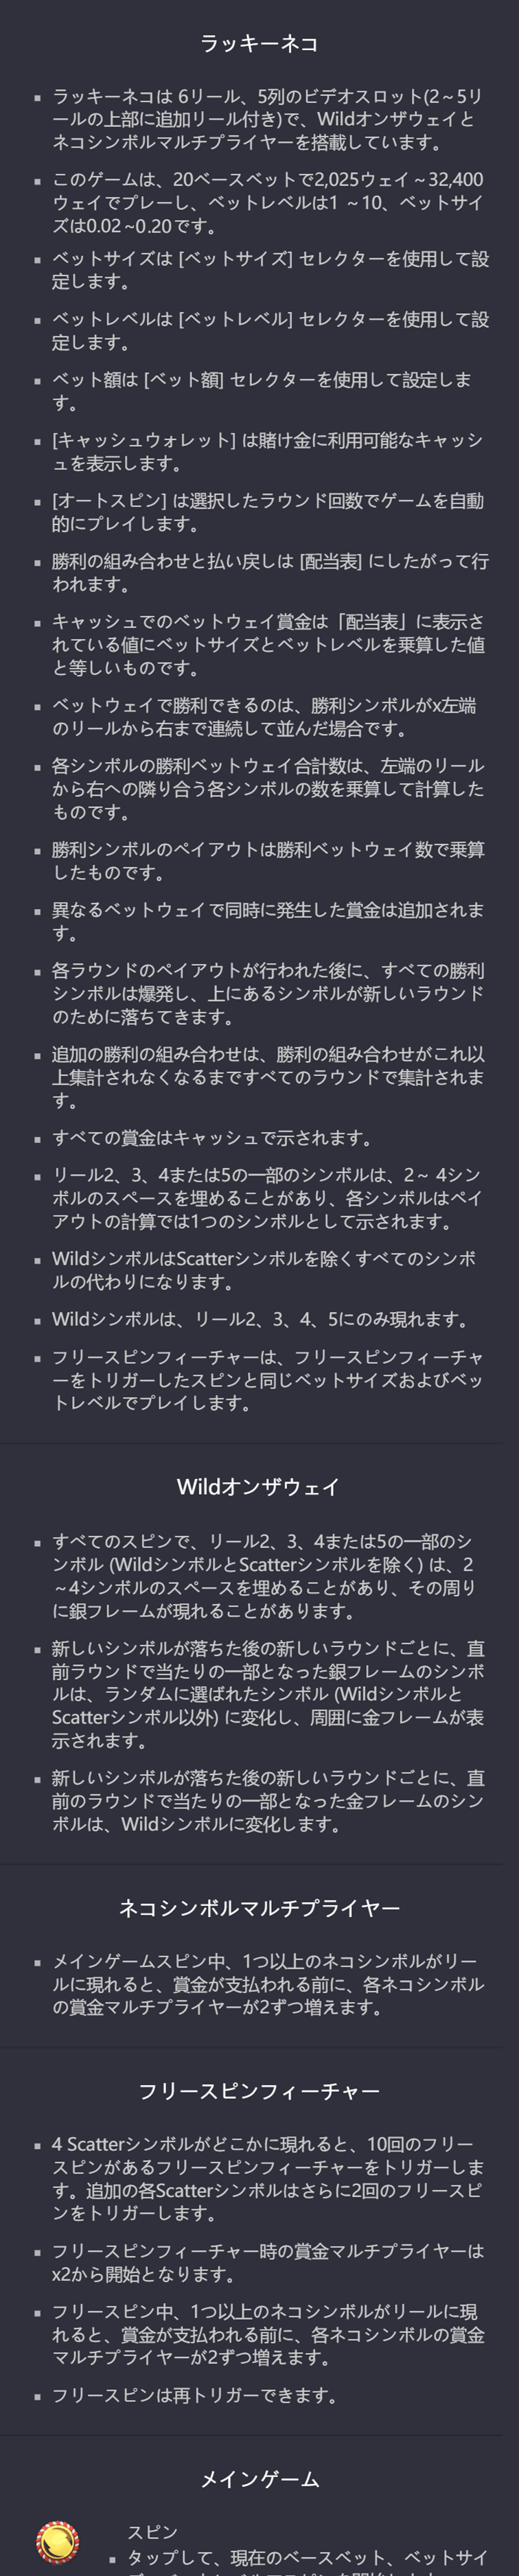 ラッキーネコ
▪ ラッキーネコは 6リール、5列のビデオスロット(2～5リ
ールの上部に追加リール付き)で、Wildオンザウェイと
ネコシンボルマルチプライヤーを搭載しています。
▪ このゲームは、20ベースベットで2,025ウェイ～32,400
ウェイでプレーし、ベットレベルは1 ～10、ベットサイ
ズは0.02～0.20です。
▪ ベットサイズは [ベットサイズ] セレクターを使用して設
定します。
▪ ベットレベルは [ベットレベル] セレクターを使用して設
定します。
▪ ベット額は [ベット額] セレクターを使用して設定しま
す。
▪ [キャッシュウォレット] は賭け金に利用可能なキャッシ
ュを表示します。
▪ [オートスピン] は選択したラウンド回数でゲームを自動
的にプレイします。
▪ 勝利の組み合わせと払い戻しは [配当表] にしたがって行
われます。
▪ キャッシュでのベットウェイ賞金は「配当表」に表示さ
れている値にベットサイズとベットレベルを乗算した値
と等しいものです。
▪ ベットウェイで勝利できるのは、勝利シンボルがx左端
のリールから右まで連続して並んだ場合です。
▪ 各シンボルの勝利ベットウェイ合計数は、左端のリール
から右への隣り合う各シンボルの数を乗算して計算した
ものです。
▪ 勝利シンボルのペイアウトは勝利ベットウェイ数で乗算
したものです。
▪ 異なるベットウェイで同時に発生した賞金は追加されま
す。
▪ 各ラウンドのペイアウトが行われた後に、すべての勝利
シンボルは爆発し、上にあるシンボルが新しいラウンド
のために落ちてきます。
▪ 追加の勝利の組み合わせは、勝利の組み合わせがこれ以
上集計されなくなるまですべてのラウンドで集計されま
す。
▪ すべての賞金はキャッシュで示されます。
▪ リール2、3、4または5の一部のシンボルは、2～ 4シン
ボルのスペースを埋めることがあり、各シンボルはペイ
アウトの計算では1つのシンボルとして示されます。
▪ WildシンボルはScatterシンボルを除くすべてのシンボ
ルの代わりになります。
▪ Wildシンボルは、リール2、3、4、5にのみ現れます。
▪ フリースピンフィーチャーは、フリースピンフィーチャ
ーをトリガーしたスピンと同じベットサイズおよびベッ
トレベルでプレイします。
Wildオンザウェイ
▪ すべてのスピンで、リール2、3、4または5の一部のシ
ンボル (WildシンボルとScatterシンボルを除く) は、2
～4シンボルのスペースを埋めることがあり、その周り
に銀フレームが現れることがあります。
▪ 新しいシンボルが落ちた後の新しいラウンドごとに、直
前ラウンドで当たりの一部となった銀フレームのシンボ
ルは、ランダムに選ばれたシンボル (Wildシンボルと
Scatterシンボル以外) に変化し、周囲に金フレームが表
示されます。
▪ 新しいシンボルが落ちた後の新しいラウンドごとに、直
前のラウンドで当たりの一部となった金フレームのシン
ボルは、Wildシンボルに変化します。
ネコシンボルマルチプライヤー
▪ メインゲームスピン中、1つ以上のネコシンボルがリー
ルに現れると、賞金が支払われる前に、各ネコシンボル
の賞金マルチプライヤーが2ずつ増えます。
フリースピンフィーチャー
▪ 4 Scatterシンボルがどこかに現れると、10回のフリー
スピンがあるフリースピンフィーチャーをトリガーしま
す。追加の各Scatterシンボルはさらに2回のフリースピ
ンをトリガーします。
▪ フリースピンフィーチャー時の賞金マルチプライヤーは
x2から開始となります。
▪ フリースピン中、1つ以上のネコシンボルがリールに現
れると、賞金が支払われる前に、各ネコシンボルの賞金
マルチプライヤーが2ずつ増えます。
▪ フリースピンは再トリガーできます。
メインゲーム
スピン
▪ タップして、現在のベースベット、ベットサイ